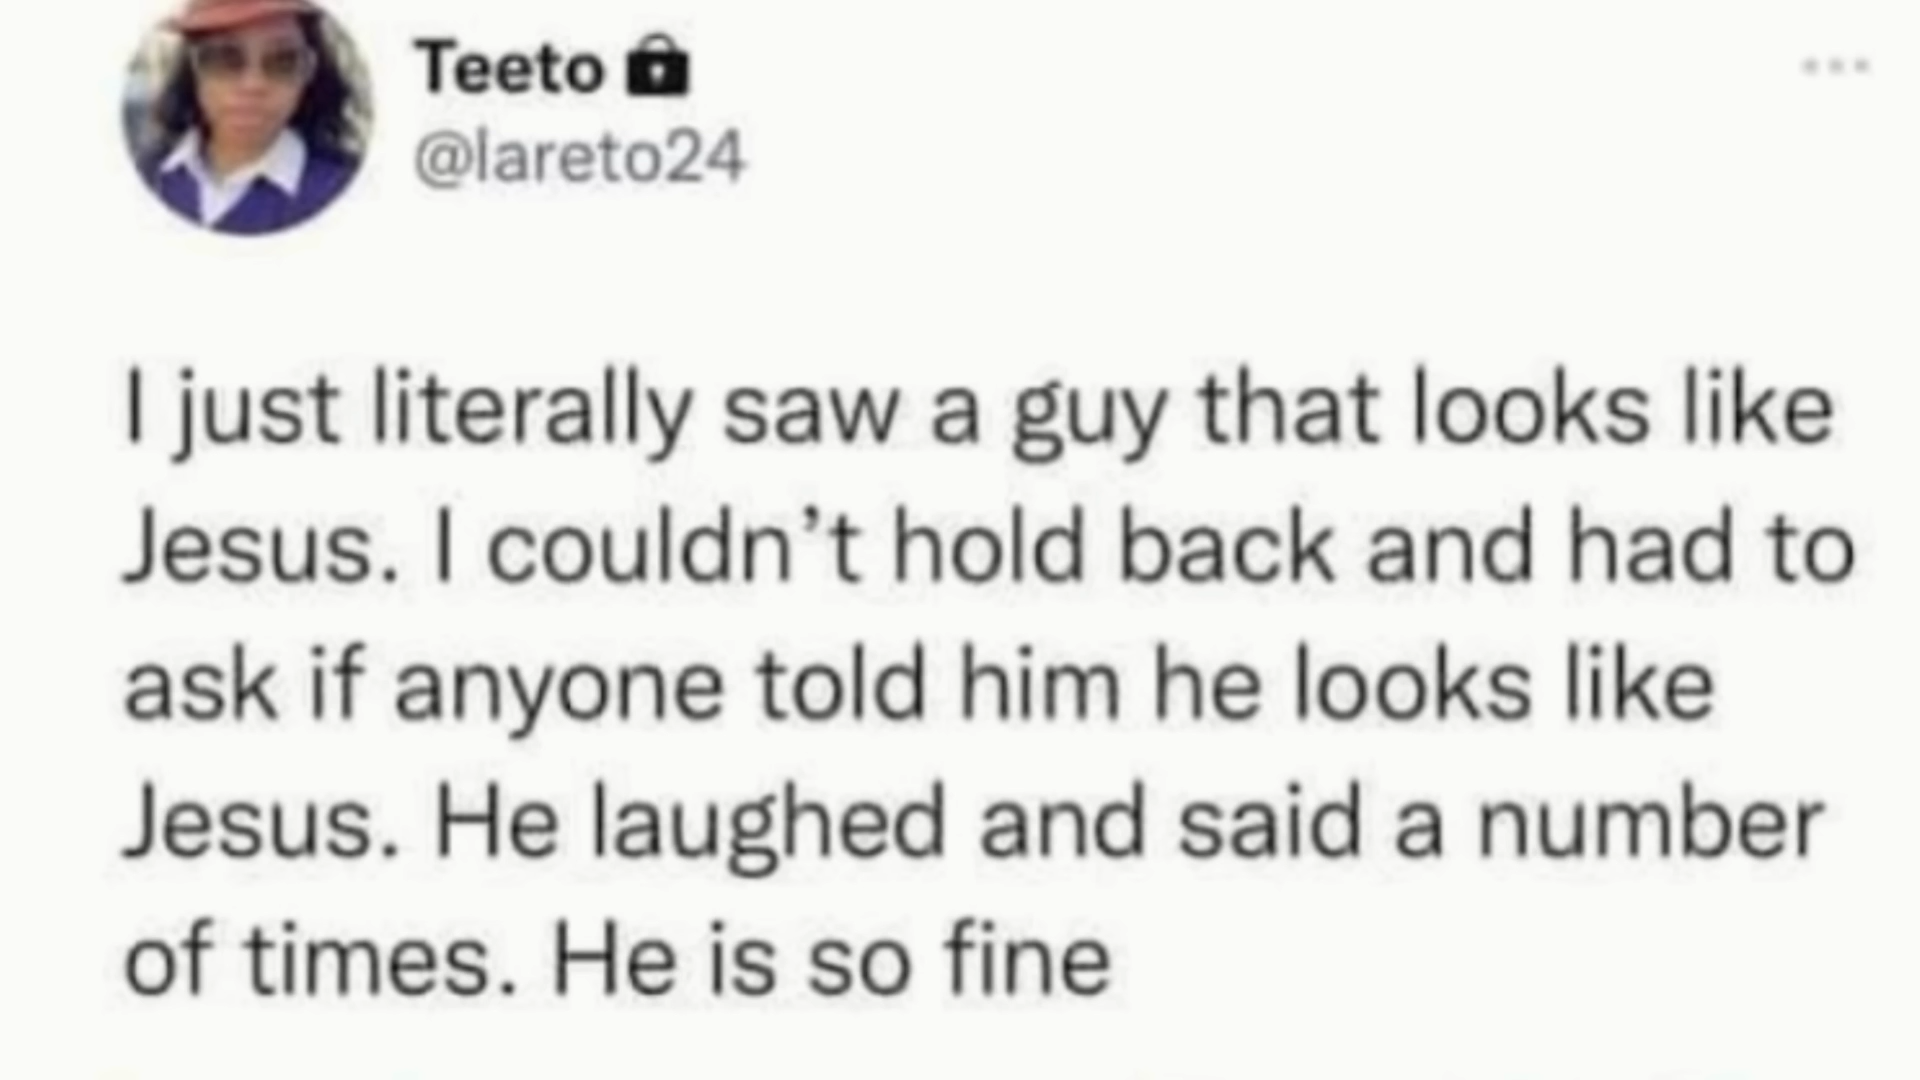 Teeto
@lareto24
I just literally saw a guy that looks like
Jesus. I couldn’t hold back and had to
ask if anyone told him he looks like
Jesus. He laughed and said a number
of times. He is so fine